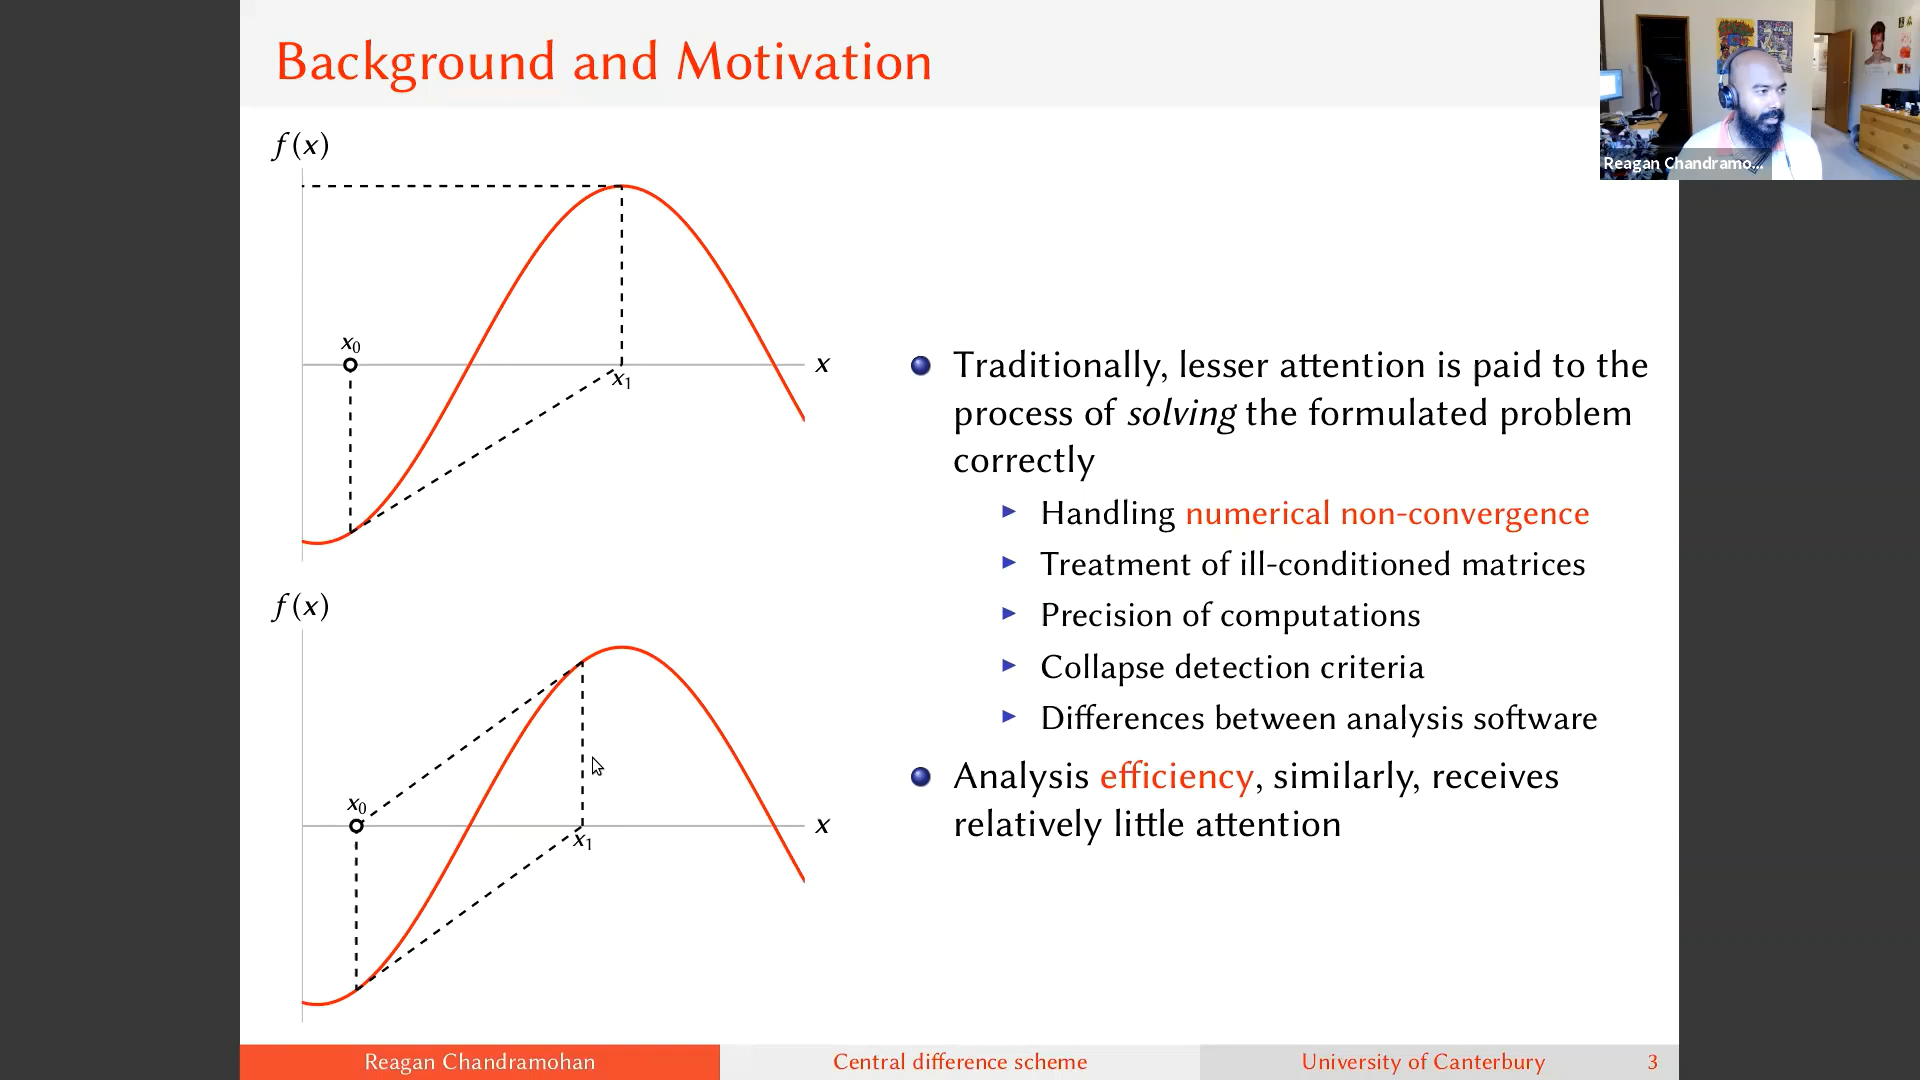 Background and Motivation
Reagan Chandramo...
f(x)
x₀
x
x₁
f(x)
x₀
x
x₁
Traditionally, lesser attention is paid to the
process of solving the formulated problem
correctly
Handling numerical non-convergence
Treatment of ill-conditioned matrices
Precision of computations
Collapse detection criteria
Differences between analysis software
Analysis efficiency, similarly, receives
relatively little attention
Reagan Chandramohan
Central difference scheme
University of Canterbury
3